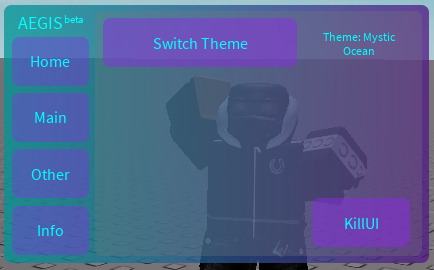 AEGIS beta
Switch Theme
Theme: Mystic
Ocean
Home
Main
Other
Info
KillUI